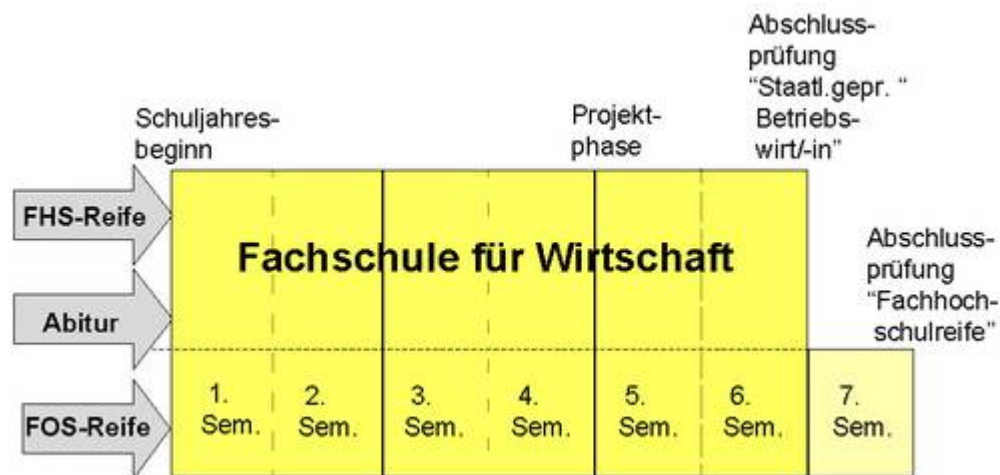 Abschluss-
prüfung
“Staatl.gepr. “
Betriebs-
wirt/-in”
Schuljahres-
beginn
Projekt-
phase
FHS-Reife
Fachschule für Wirtschaft
Abschluss-
prüfung
“Fachhoch-
schulreife”
Abitur
FOS-Reife
1.
Sem.
2.
Sem.
3.
Sem.
4.
Sem.
5.
Sem.
6.
Sem.
7.
Sem.